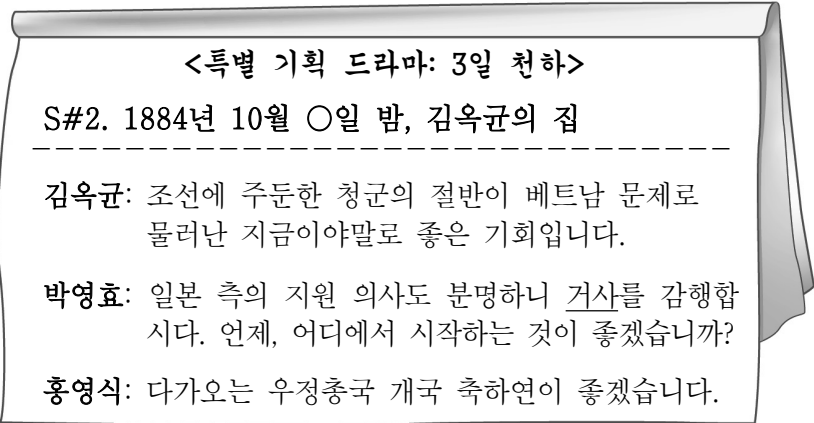 <특별 기획 드라마: 3일 천하>
S#2. 1884년 10월 ○일 밤, 김옥균의 집
김옥균: 조선에 주둔한 청군의 절반이 베트남 문제로
물러난 지금이야말로 좋은 기회입니다.
박영효: 일본 측의 지원 의사도 분명하니 거사를 감행합
시다. 언제, 어디에서 시작하는 것이 좋겠습니까?
홍영식: 다가오는 우정총국 개국 축하연이 좋겠습니다.